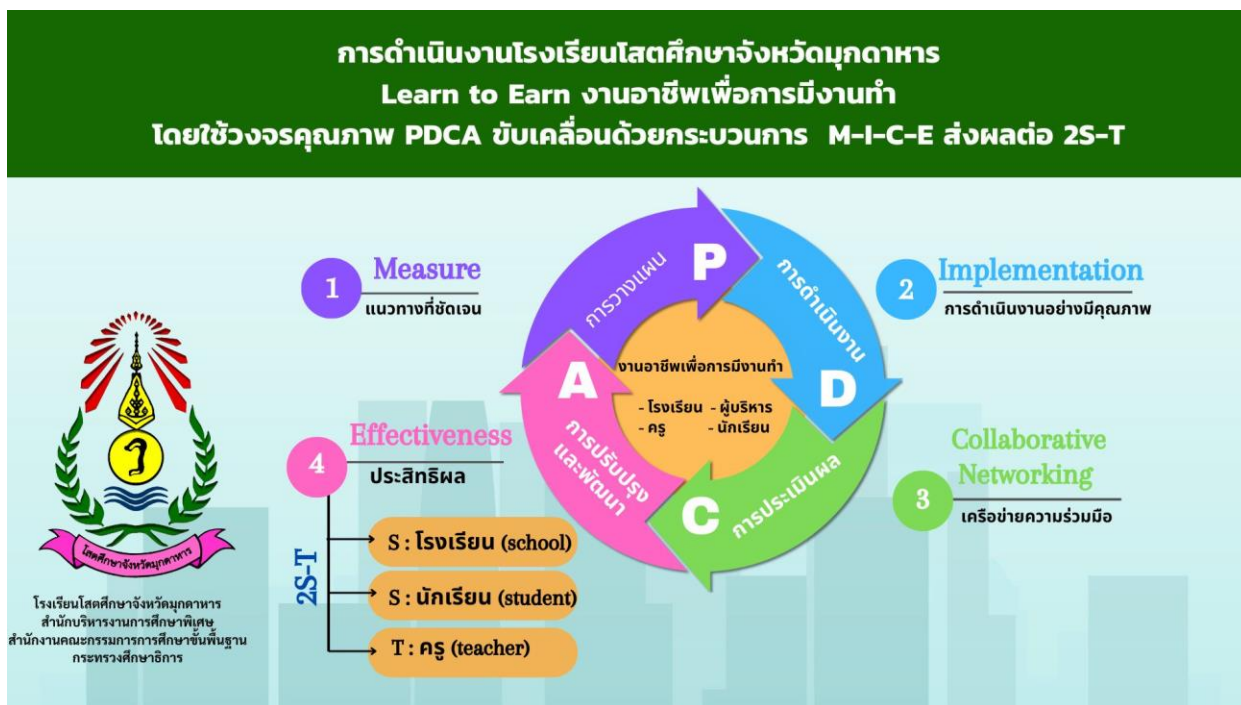 การดำเนินงานโรงเรียนโสตศึกษาจังหวัดมุกดาหาร
Learn to Earn งานอาชีพเพื่อการมีงานทำ
โดยใช้วงจรคุณภาพ PDCA ขับเคลื่อนด้วยกระบวนการ M-I-C-E ส่งผลต่อ 2S-T
1
Measure
แนวทางที่ชัดเจน
P
การวางแผน
การดำเนินงาน
D
2
Implementation
การดำเนินงานอย่างมีคุณภาพ
งานอาชีพเพื่อการมีงานทำ
- โรงเรียน - ผู้บริหาร
- ครู - นักเรียน
A
การปรับปรุง
และพัฒนา
C
การประเมินผล
3
Collaborative
Networking
เครือข่ายความร่วมมือ
4
Effectiveness
ประสิทธิผล
2S-T
S : โรงเรียน (school)
S : นักเรียน (student)
T : ครู (teacher)
โสตศึกษาจังหวัดมุกดาหาร
โรงเรียนโสตศึกษาจังหวัดมุกดาหาร
สำนักบริหารงานการศึกษาพิเศษ
สำนักงานคณะกรรมการการศึกษาขั้นพื้นฐาน
กระทรวงศึกษาธิการ